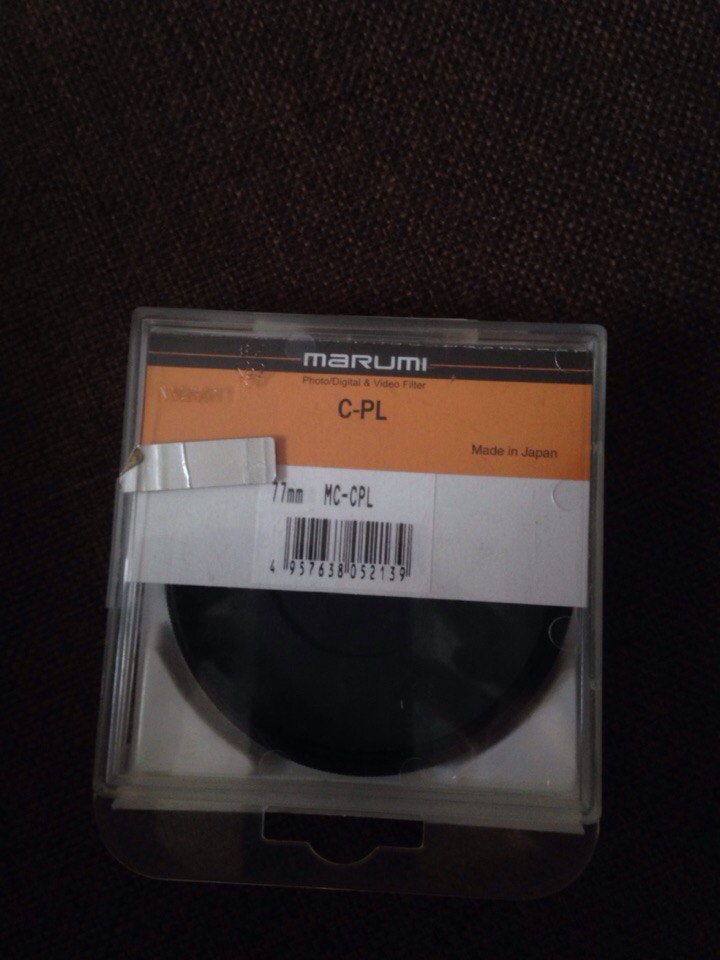 marumi
Photo/Digital & Video Filter
C-PL
Made in Japan
77mm MC-CPL
4 957638 052139